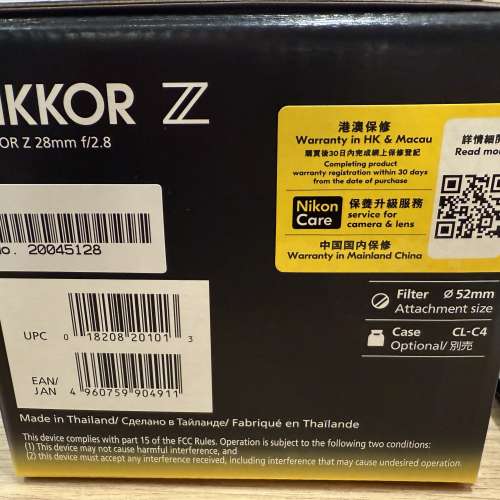 IKKOR Z
OR Z 28mm f/2.8
港澳保修
Warranty in HK & Macau
購買後30日內完成網上保修登記
Completing product
warranty registration within 30 days
from the date of purchase
詳情細閱
Read mo
Nikon
Care
保養升級服務
service for
camera & lens
中国国内保修
Warranty in Mainland China
o. 20045128
Filter ø52mm
Attachment size
Case CL-C4
Optional/ 別売
UPC 0 18208 20101 3
EAN/
JAN 4 960759 904911
Made in Thailand/ Сделано в Таиланде/ Fabriqué en Thaïlande
This device complies with part 15 of the FCC Rules. Operation is subject to the following two conditions:
(1) This device may not cause harmful interference, and
(2) this device must accept any interference received, including interference that may cause undesired operation.